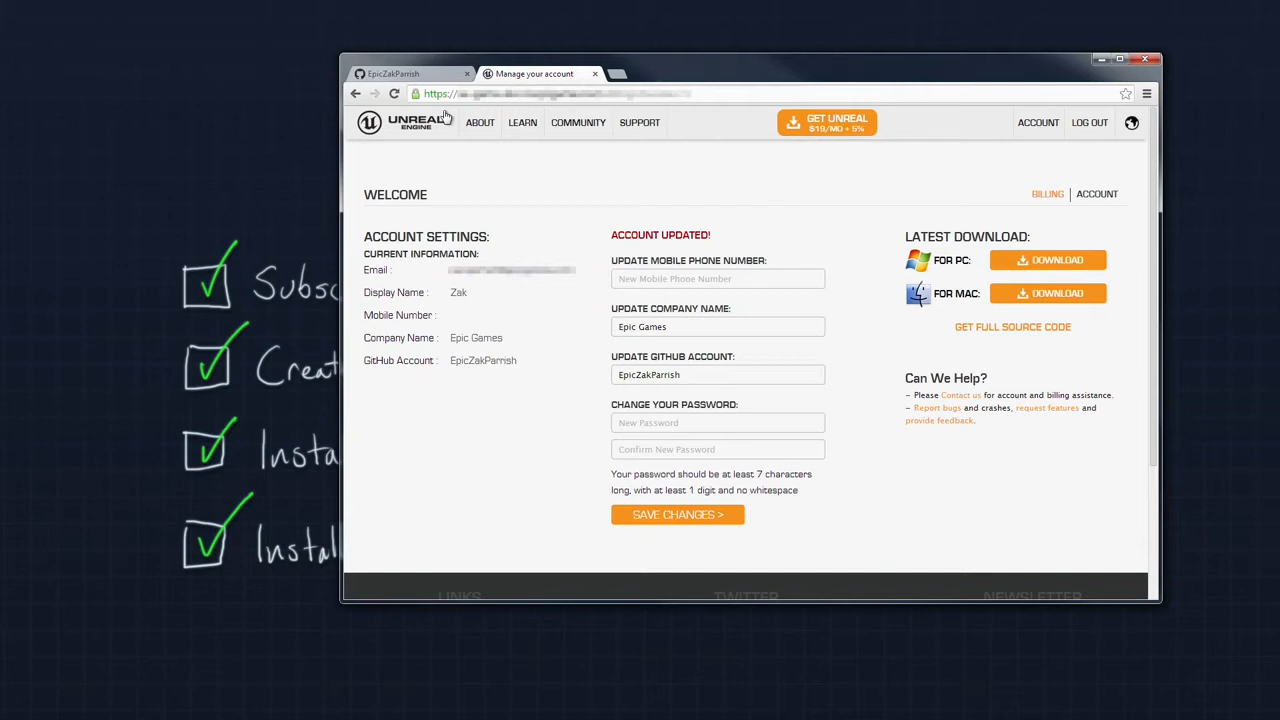 EpicZakParrish
Manage your account
https://
UNREAL ENGINE
ABOUT
LEARN
COMMUNITY
SUPPORT
GET UNREAL
$19/MO + 5%
ACCOUNT
LOG OUT
WELCOME
BILLING
ACCOUNT
ACCOUNT SETTINGS:
CURRENT INFORMATION:
Email :
Display Name : Zak
Mobile Number :
Company Name : Epic Games
GitHub Account : EpicZakParrish
ACCOUNT UPDATED!
UPDATE MOBILE PHONE NUMBER:
New Mobile Phone Number
UPDATE COMPANY NAME:
Epic Games
UPDATE GITHUB ACCOUNT:
EpicZakParrish
CHANGE YOUR PASSWORD:
New Password
Confirm New Password
Your password should be at least 7 characters
long, with at least 1 digit and no whitespace
SAVE CHANGES >
LATEST DOWNLOAD:
FOR PC: DOWNLOAD
FOR MAC: DOWNLOAD
GET FULL SOURCE CODE
Can We Help?
– Please Contact us for account and billing assistance.
– Report bugs and crashes, request features and
provide feedback.
LINKS
TWITTER
NEWSLETTER
Subsc
Creat
Insta
Instal